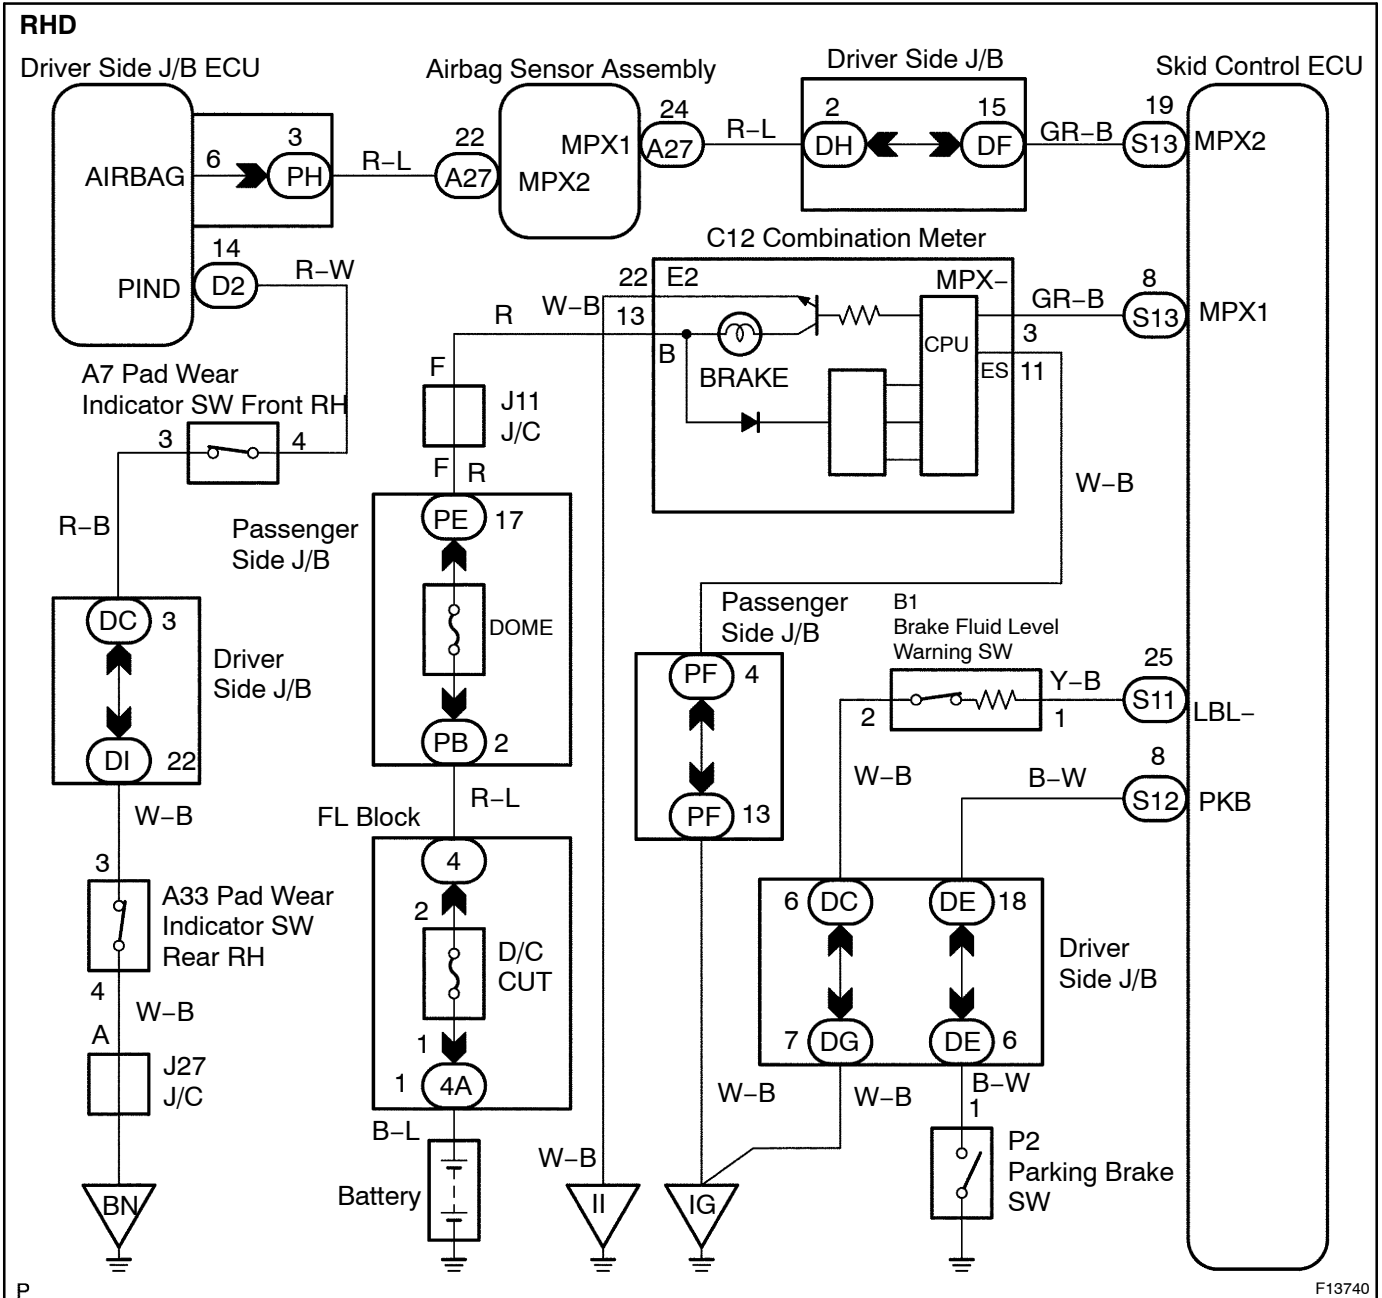 RHD
Driver Side J/B ECU
Airbag Sensor Assembly
Driver Side J/B
Skid Control ECU
AIRBAG
6
3
PH
R-L
22
A27
MPX1
MPX2
24
A27
R-L
2
DH
15
DF
GR-B
19
S13
MPX2
PIND
14
D2
R-W
C12 Combination Meter
22
E2
W-B
13
R
B
BRAKE
MPX-
CPU
ES
GR-B
3
11
8
S13
MPX1
W-B
A7 Pad Wear
Indicator SW Front RH
3
4
R-B
F
J11
J/C
F
R
Passenger
Side J/B
PE
17
DOME
PB
2
R-L
DC
3
Driver
Side J/B
DI
22
W-B
Passenger
Side J/B
PF
4
PF
13
B1
Brake Fluid Level
Warning SW
2
1
Y-B
25
S11
LBL-
W-B
B-W
8
S12
PKB
FL Block
4
2
D/C
CUT
1
1
4A
B-L
Battery
3
A33 Pad Wear
Indicator SW
Rear RH
4
W-B
A
J27
J/C
BN
6
DC
DE
18
Driver
Side J/B
7
DG
DE
6
W-B
W-B
B-W
1
P2
Parking Brake
SW
W-B
II
IG
P
F13740